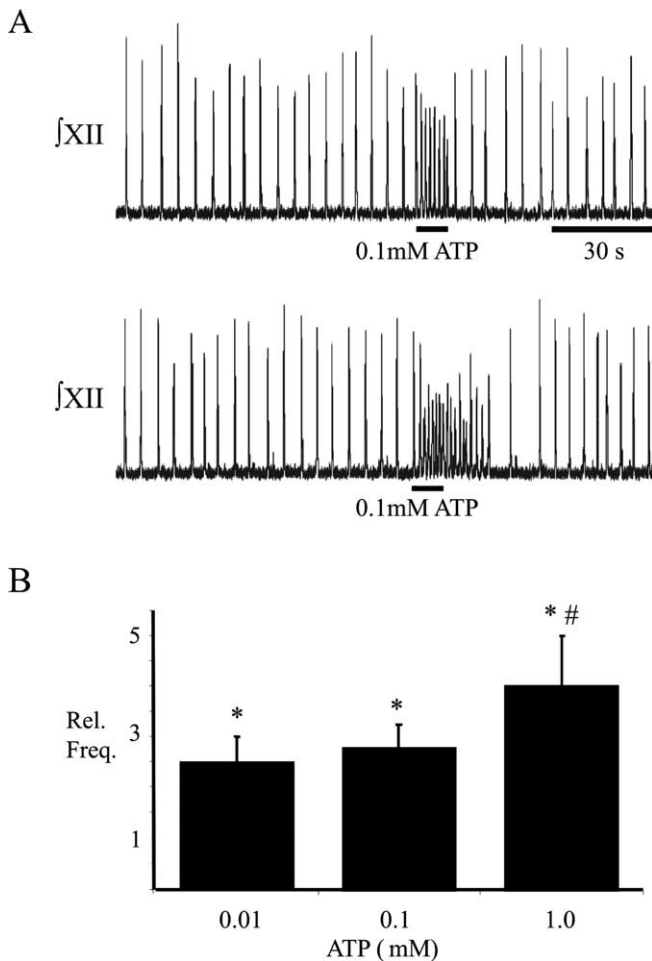 A
∫XII
0.1mM ATP
30 s
∫XII
0.1mM ATP
B
5
* #
*
*
Rel.
Freq.
3
1
0.01
0.1
1.0
ATP ( mM)